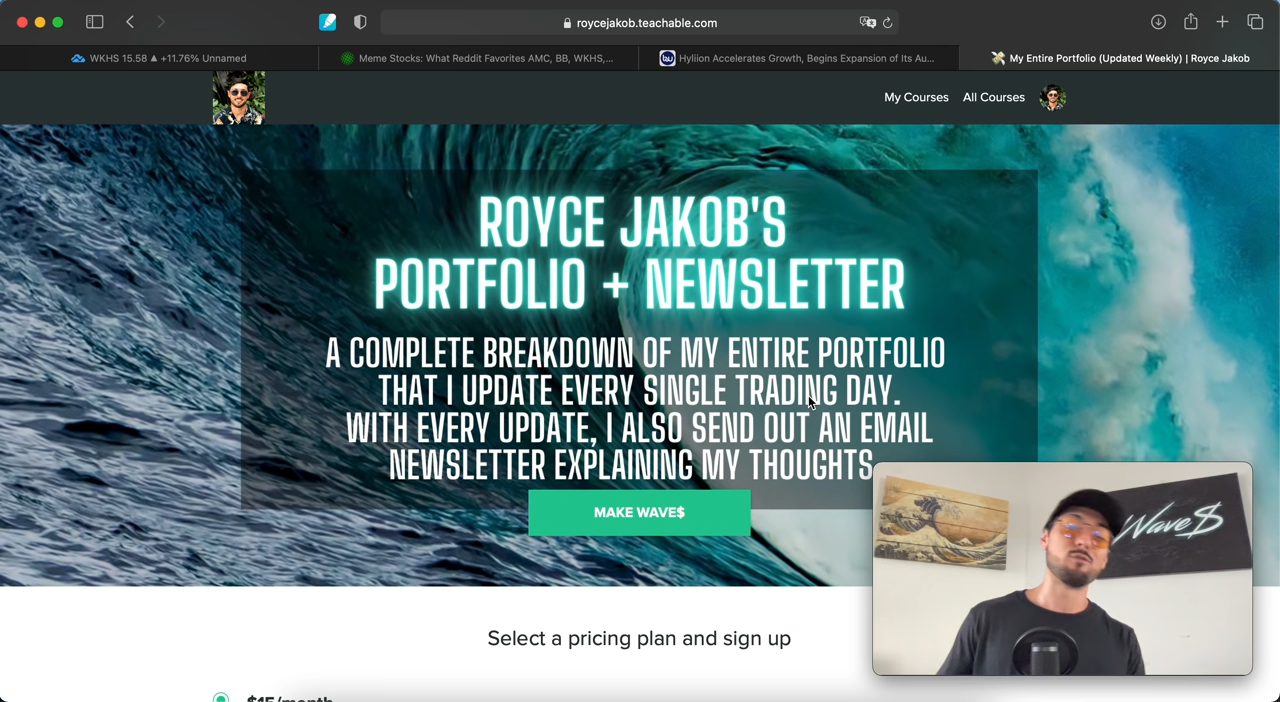 roycejakob.teachable.com
WKHS 15.58 ▲ +11.76% Unnamed
Meme Stocks: What Reddit Favorites AMC, BB, WKHS,...
Hyliion Accelerates Growth, Begins Expansion of Its Au...
My Entire Portfolio (Updated Weekly) | Royce Jakob
My Courses All Courses
ROYCE JAKOB'S
PORTFOLIO + NEWSLETTER
A COMPLETE BREAKDOWN OF MY ENTIRE PORTFOLIO
THAT I UPDATE EVERY SINGLE TRADING DAY.
WITH EVERY UPDATE, I ALSO SEND OUT AN EMAIL
NEWSLETTER EXPLAINING MY THOUGHTS
MAKE WAVE$
Wave$
Select a pricing plan and sign up
$15/month